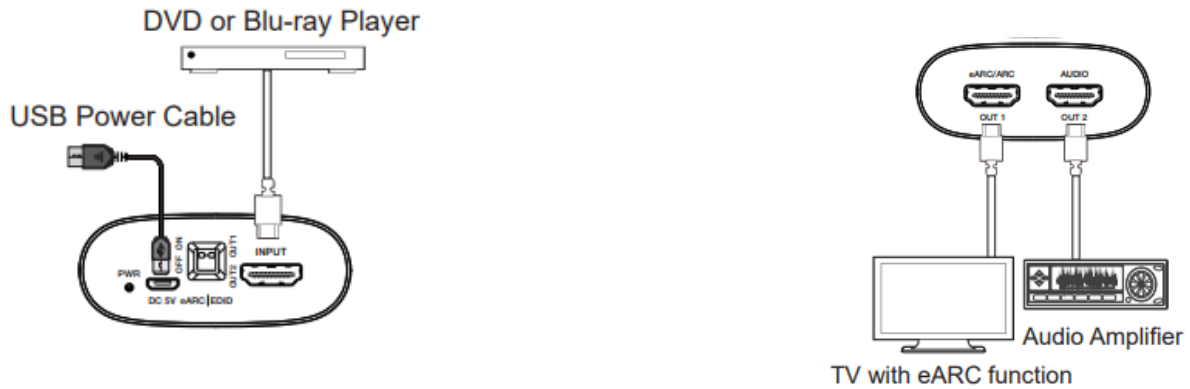 DVD or Blu-ray Player
USB Power Cable
OFF ON
OUT2 OUT1
INPUT
PWR
DC 5V eARC|EDID
eARC/ARC AUDIO
OUT 1 OUT 2
Audio Amplifier
TV with eARC function